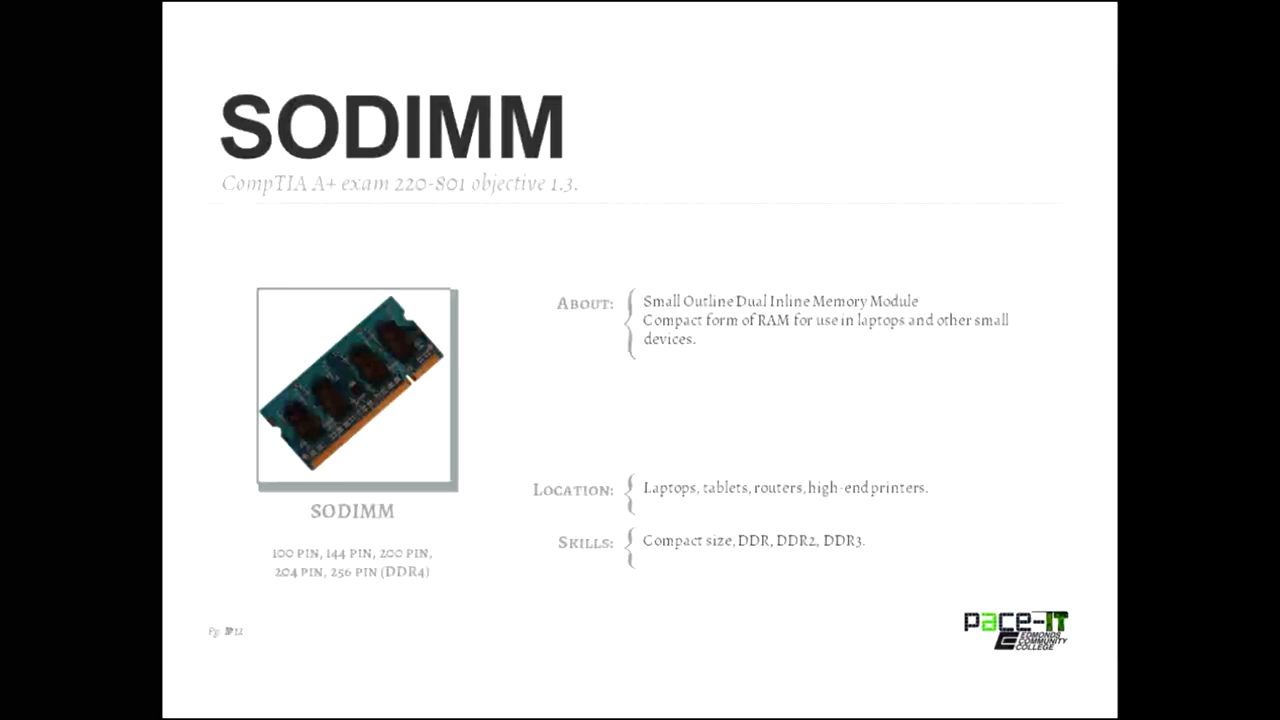 SODIMM
CompTIA A+ exam 220-801 objective 1.3.
About:
Small Outline Dual Inline Memory Module
Compact form of RAM for use in laptops and other small
devices.
Location:
Laptops, tablets, routers, high-end printers.
Skills:
Compact size, DDR, DDR2, DDR3.
SODIMM
100 PIN, 144 PIN, 200 PIN,
204 PIN, 256 PIN (DDR4)
Pg. 12
pace-IT
EDMONDS
COMMUNITY
COLLEGE